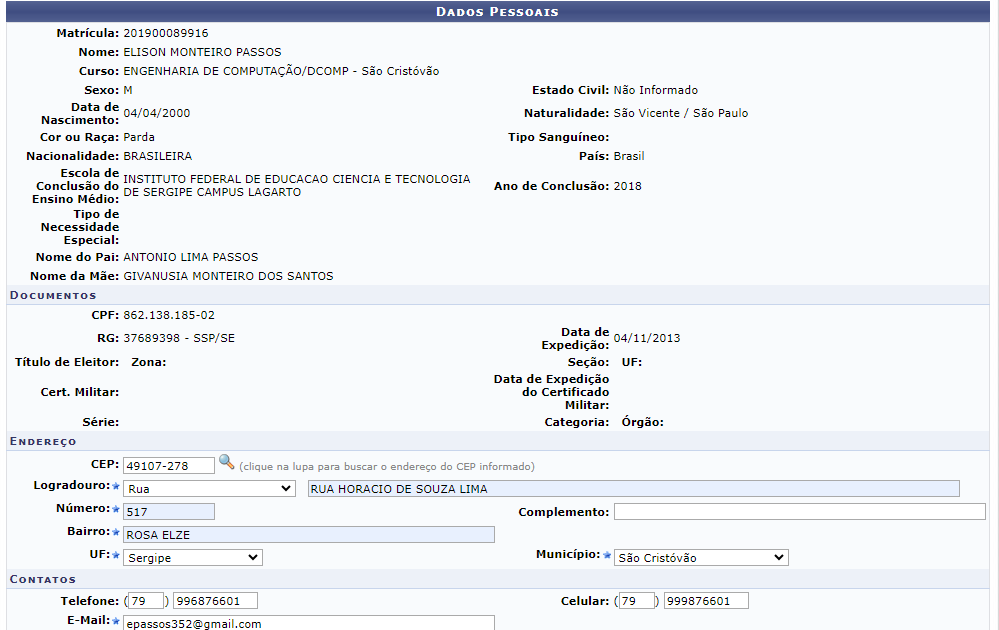 DADOS PESSOAIS
Matrícula: 201900089916
Nome: ELISON MONTEIRO PASSOS
Curso: ENGENHARIA DE COMPUTAÇÃO/DCOMP - São Cristóvão
Sexo: M Estado Civil: Não Informado
Data de Nascimento: 04/04/2000 Naturalidade: São Vicente / São Paulo
Cor ou Raça: Parda Tipo Sanguíneo:
Nacionalidade: BRASILEIRA País: Brasil
Escola de Conclusão do Ensino Médio: INSTITUTO FEDERAL DE EDUCACAO CIENCIA E TECNOLOGIA DE SERGIPE CAMPUS LAGARTO Ano de Conclusão: 2018
Tipo de Necessidade Especial:
Nome do Pai: ANTONIO LIMA PASSOS
Nome da Mãe: GIVANUSIA MONTEIRO DOS SANTOS
DOCUMENTOS
CPF: 862.138.185-02
RG: 37689398 - SSP/SE Data de Expedição: 04/11/2013
Título de Eleitor: Zona: Seção: UF:
Cert. Militar: Data de Expedição do Certificado Militar:
Série: Categoria: Órgão:
ENDEREÇO
CEP: 49107-278 (clique na lupa para buscar o endereço do CEP informado)
Logradouro: Rua RUA HORACIO DE SOUZA LIMA
Número: 517 Complemento:
Bairro: ROSA ELZE
UF: Sergipe Município: São Cristóvão
CONTATOS
Telefone: (79) 996876601 Celular: (79) 999876601
E-Mail: epassos352@gmail.com